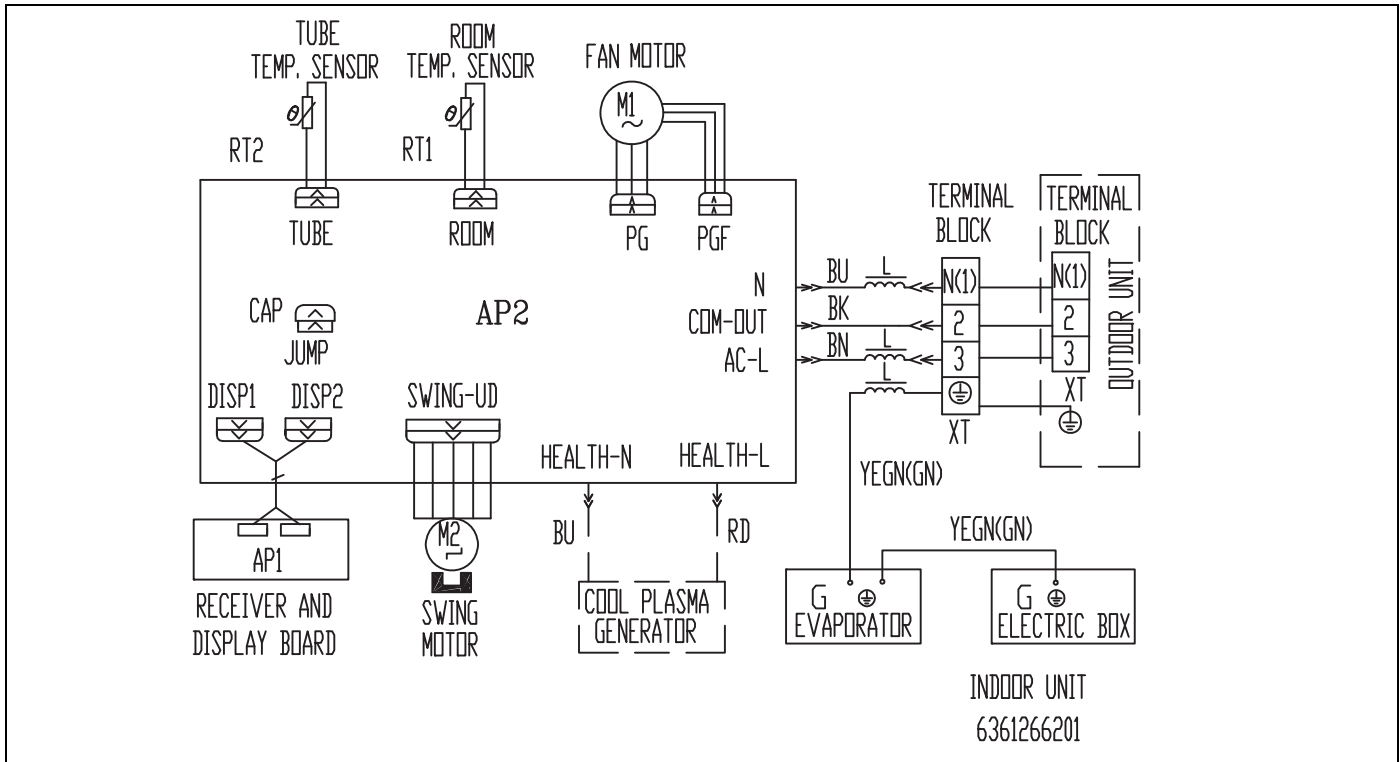 TUBE
TEMP. SENSOR
ROOM
TEMP. SENSOR
FAN MOTOR
M1
RT2
RT1
TUBE
ROOM
PG
PGF
TERMINAL
BLOCK
TERMINAL
BLOCK
N
BU
L
N(1)
N(1)
OUTDOOR UNIT
CAP
JUMP
AP2
COM-OUT
BK
2
2
AC-L
BN
L
3
3
L
XT
XT
DISP1
DISP2
SWING-UD
HEALTH-N
HEALTH-L
YEGN(GN)
BU
RD
YEGN(GN)
AP1
M2
RECEIVER AND
DISPLAY BOARD
SWING
MOTOR
COOL PLASMA
GENERATOR
G
EVAPORATOR
G
ELECTRIC BOX
INDOOR UNIT
6361266201